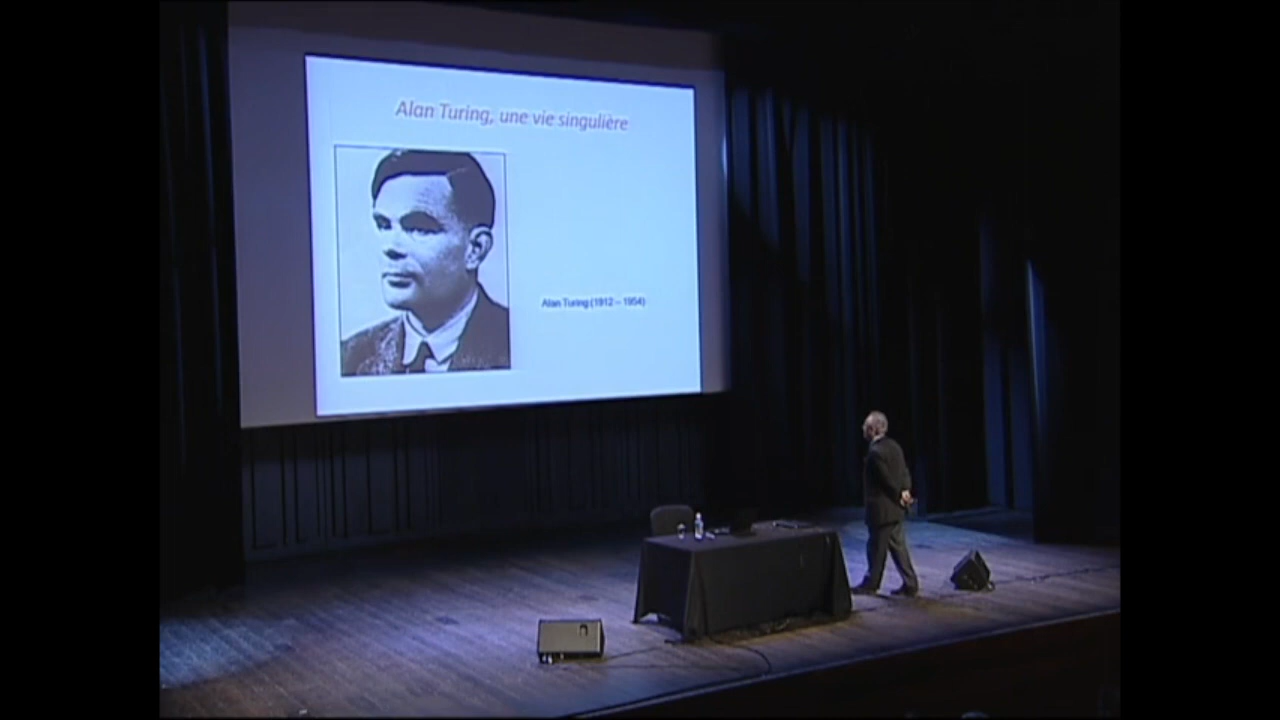 Alan Turing, une vie singulière
Alan Turing (1912 – 1954)